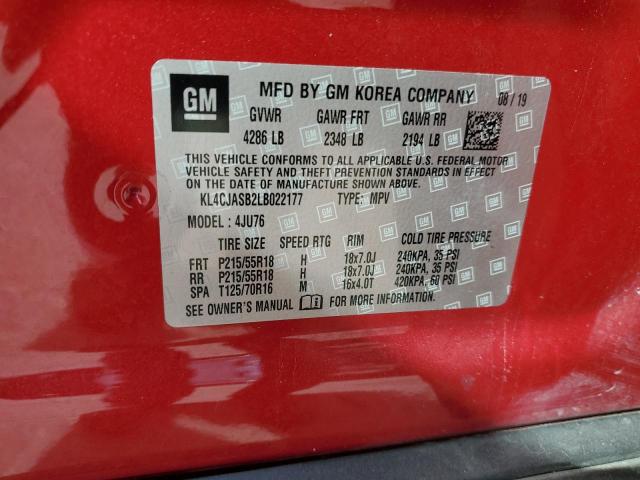 GM
MFD BY GM KOREA COMPANY 08/19
GVWR GAWR FRT GAWR RR
4286 LB 2348 LB 2194 LB
THIS VEHICLE CONFORMS TO ALL APPLICABLE U.S. FEDERAL MOTOR
VEHICLE SAFETY AND THEFT PREVENTION STANDARDS IN EFFECT
ON THE DATE OF MANUFACTURE SHOWN ABOVE.
KL4CJASB2LB022177 TYPE: MPV
MODEL: 4JU76
TIRE SIZE SPEED RTG RIM COLD TIRE PRESSURE
FRT P215/55R18 H 18x7.0J 240KPA, 35 PSI
RR P215/55R18 H 18x7.0J 240KPA, 35 PSI
SPA T125/70R16 M 16x4.0T 420KPA, 60 PSI
SEE OWNER'S MANUAL FOR MORE INFORMATION.